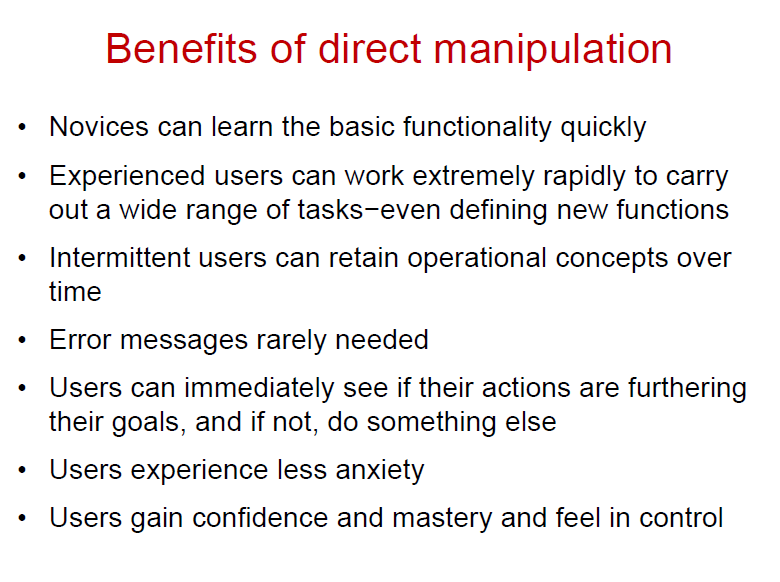 Benefits of direct manipulation
• Novices can learn the basic functionality quickly
• Experienced users can work extremely rapidly to carry
out a wide range of tasks–even defining new functions
• Intermittent users can retain operational concepts over
time
• Error messages rarely needed
• Users can immediately see if their actions are furthering
their goals, and if not, do something else
• Users experience less anxiety
• Users gain confidence and mastery and feel in control